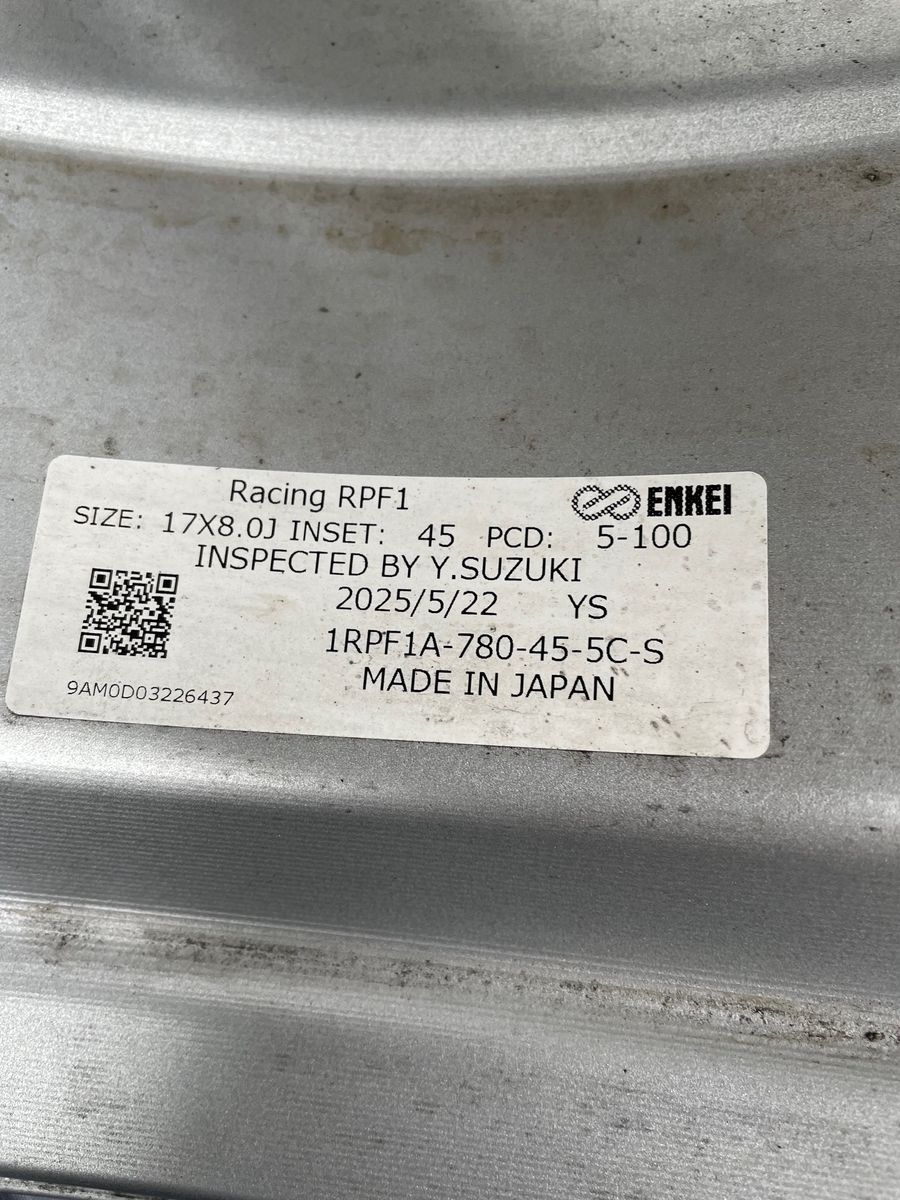 Racing RPF1 ENKEI
SIZE: 17X8.0J INSET: 45 PCD: 5-100
INSPECTED BY Y.SUZUKI
2025/5/22 YS
1RPF1A-780-45-5C-S
MADE IN JAPAN
9AM0D03226437